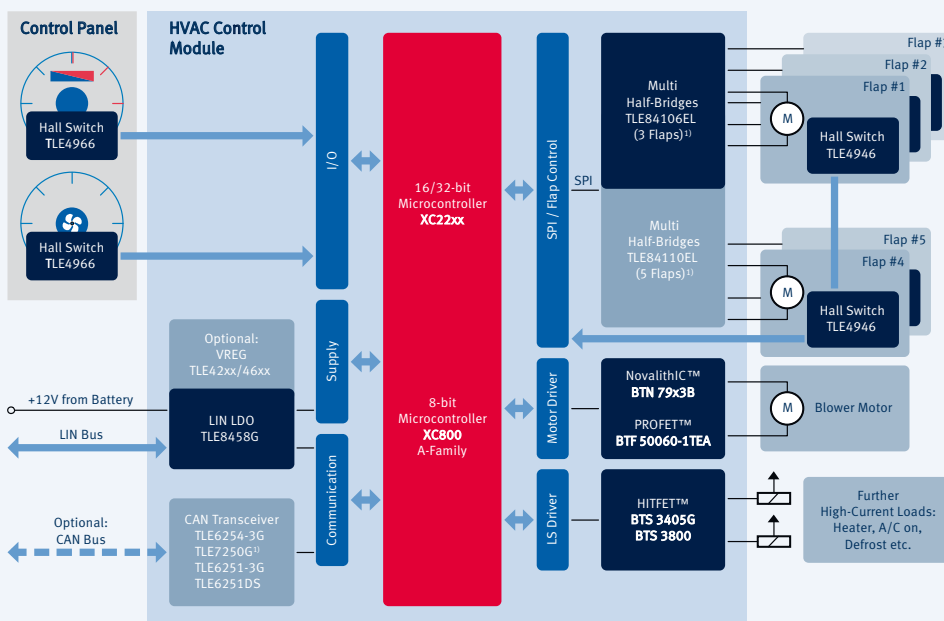 Control Panel
Hall Switch
TLE4966
Hall Switch
TLE4966
HVAC Control
Module
I/O
Supply
Communication
Optional:
VREG
TLE42xx/46xx
LIN LDO
TLE8458G
CAN Transceiver
TLE6254-3G
TLE7250G¹⁾
TLE6251-3G
TLE6251DS
+12V from Battery
LIN Bus
Optional:
CAN Bus
16/32-bit
Microcontroller
XC22xx
8-bit
Microcontroller
XC800
A-Family
SPI / Flap Control
SPI
Motor Driver
LS Driver
Multi
Half-Bridges
TLE84106EL
(3 Flaps)¹⁾
Multi
Half-Bridges
TLE84110EL
(5 Flaps)¹⁾
NovalithIC™
BTN 79x3B
PROFET™
BTF 50060-1TEA
HITFET™
BTS 3405G
BTS 3800
Flap #
Flap #2
Flap #1
M
Hall Switch
TLE4946
Flap #5
Flap #4
M
Hall Switch
TLE4946
M
Blower Motor
Further
High-Current Loads:
Heater, A/C on,
Defrost etc.